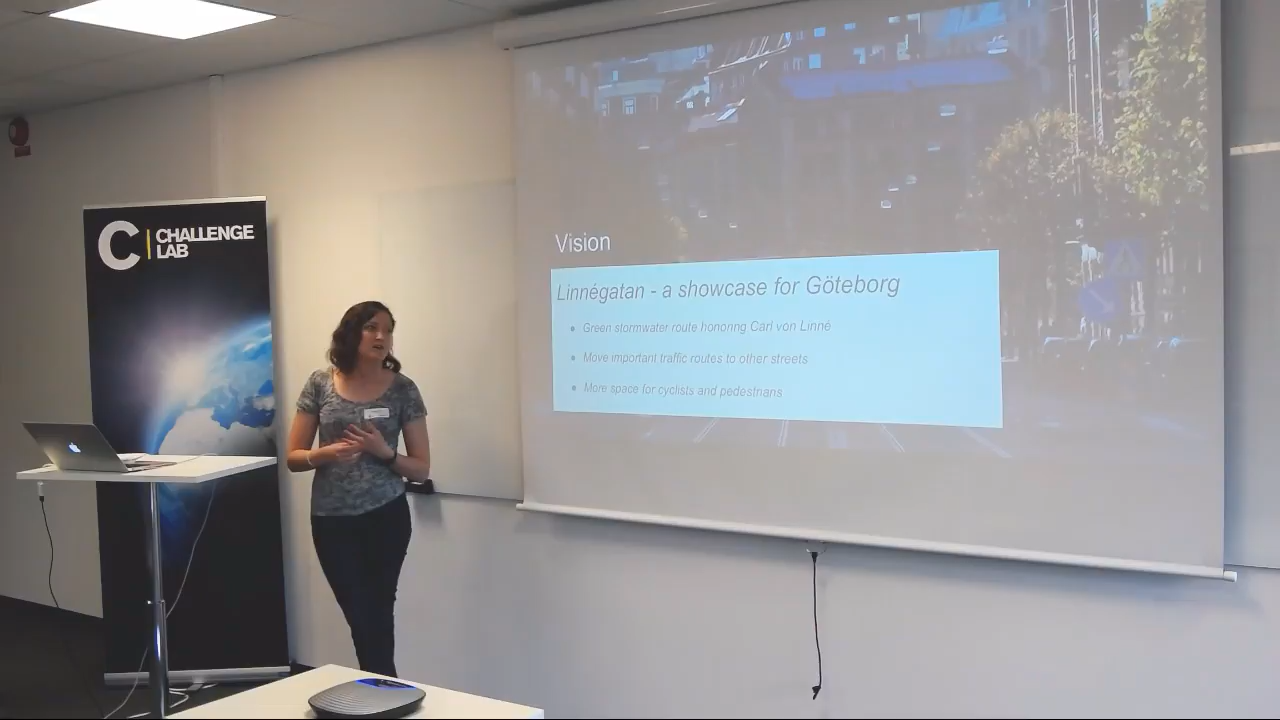 C
CHALLENGE
LAB
Vision
Linnégatan - a showcase for Göteborg
• Green stormwater route honoring Carl von Linné
• Move important traffic routes to other streets
• More space for cyclists and pedestrians